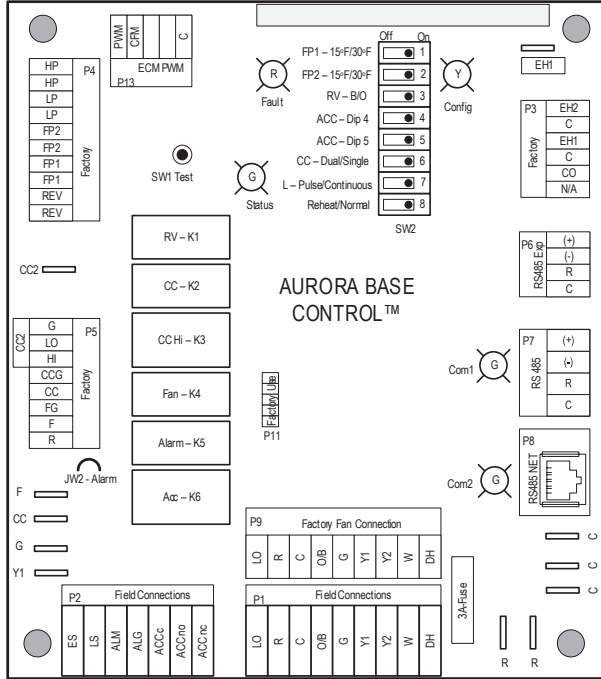 PWM
CFM
C
ECM PWM
P13
HP
HP
LP
LP
FP2
FP2
FP1
FP1
REV
REV
P4
Factory
R
Fault
SW1 Test
G
Status
Off On
FP1 – 15°F/30°F 1
FP2 – 15°F/30°F 2
RV – B/O 3
ACC – Dip 4 4
ACC – Dip 5 5
CC – Dual/Single 6
L – Pulse/Continuous 7
Reheat/Normal 8
SW2
Y
Config
EH1
P3
Factory
EH2
C
EH1
C
CO
N/A
P6
RS485 Exp
(+)
(-)
R
C
P7
RS 485
(+)
(-)
R
C
Com1
G
P8
RS485 NET
Com2
G
AURORA BASE
CONTROL™
RV – K1
CC – K2
CC Hi – K3
Fan – K4
Alarm – K5
Acc – K6
Factory Use
P11
CC2
CC2
G
LO
HI
CCG
CC
FG
F
R
P5
Factory
JW2 - Alarm
F
CC
G
Y1
P9 Factory Fan Connection
LO
R
C
O/B
G
Y1
Y2
W
DH
P2 Field Connections
ES
LS
ALM
ALG
ACC c
ACC no
ACC nc
P1 Field Connections
LO
R
C
O/B
G
Y1
Y2
W
DH
3A-Fuse
C
C
C
R R